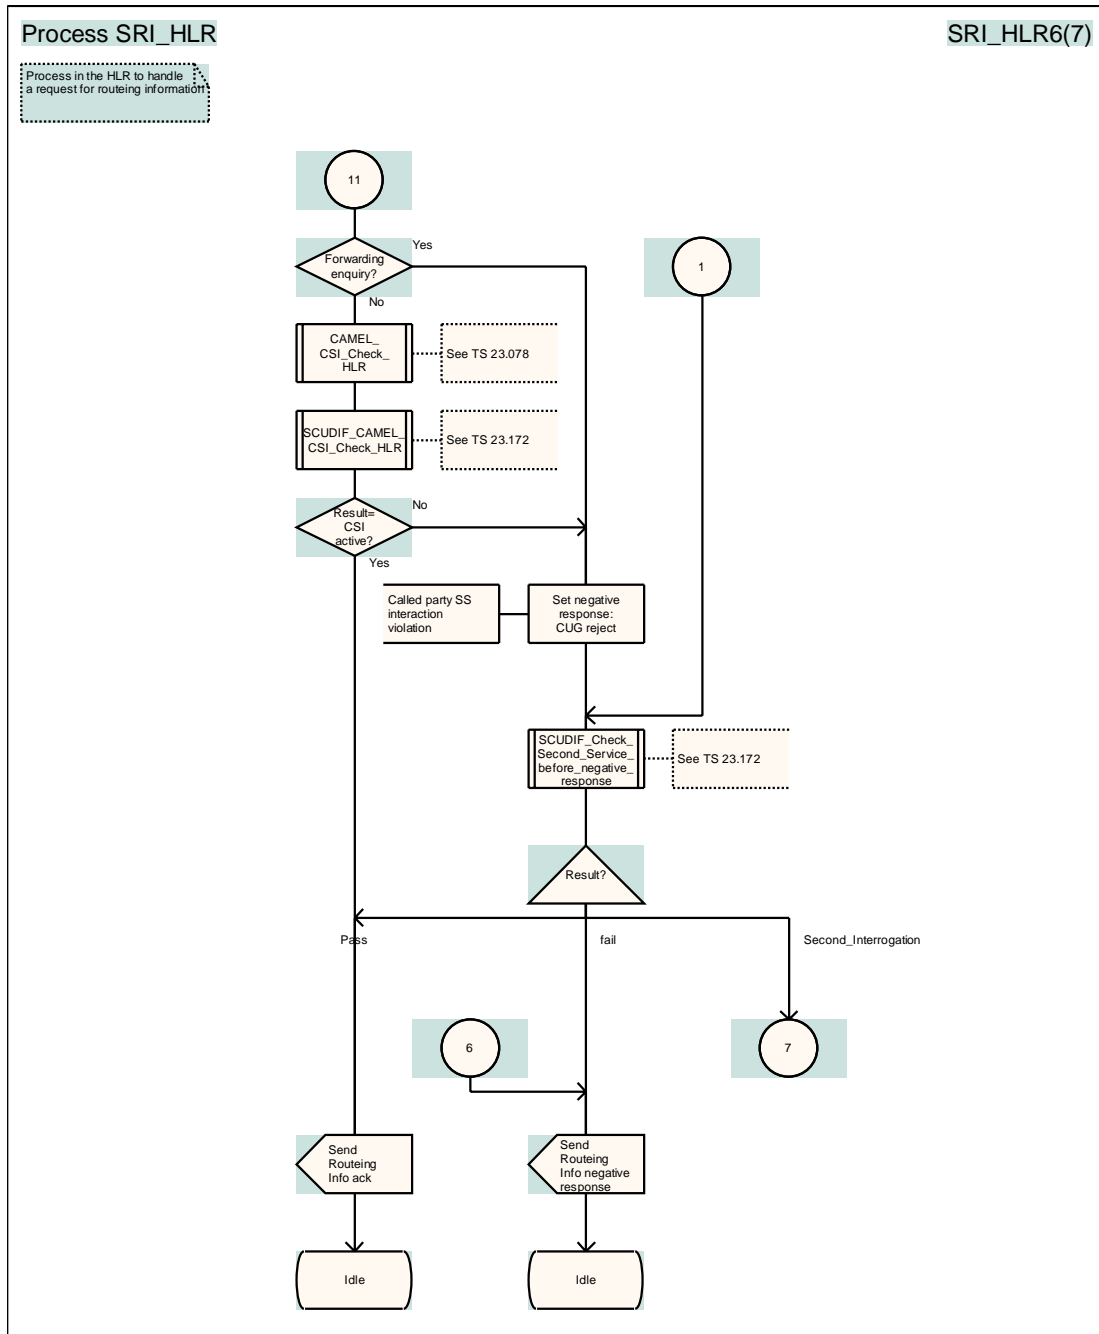 Process SRI_HLR
SRI_HLR6(7)
Process in the HLR to handle
a request for routeing information
11
Forwarding
enquiry?
Yes
No
1
CAMEL_
CSI_Check_
HLR
See TS 23.078
SCUDIF_CAMEL_
CSI_Check_HLR
See TS 23.172
Result=
CSI
active?
No
Yes
Called party SS
interaction
violation
Set negative
response:
CUG reject
SCUDIF_Check_
Second_Service_
before_negative_
response
See TS 23.172
Result?
Pass
fail
Second_Interrogation
6
7
Send
Routeing
Info ack
Send
Routeing
Info negative
response
Idle
Idle